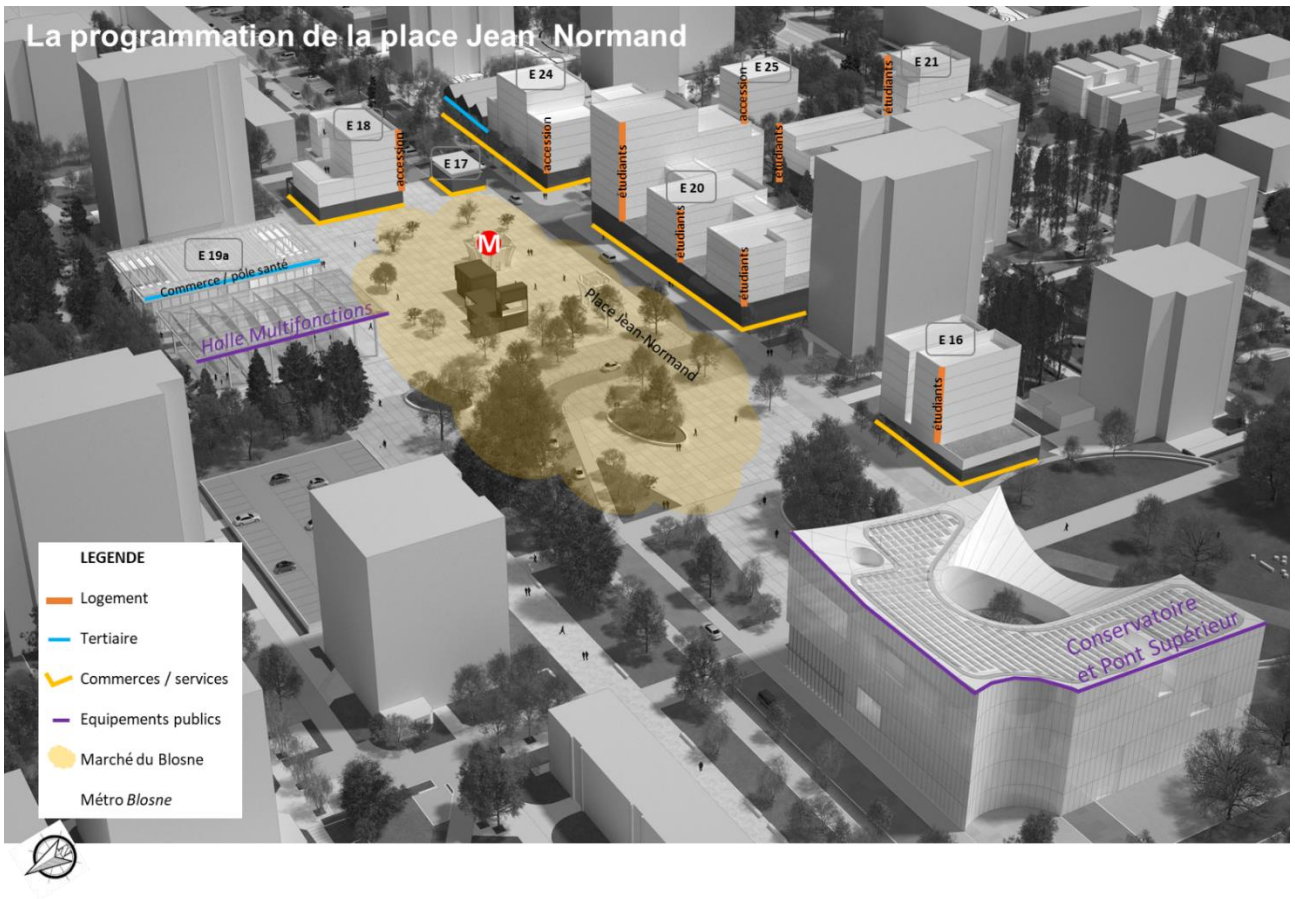 La programmation de la place Jean Normand
E 24
E 25
E 21
E 18
E 17
E 20
E 19a
E 16
accession
accession
accession
étudiants
étudiants
étudiants
étudiants
étudiants
étudiants
M
Commerce / pôle santé
Halle Multifonctions
Place Jean-Normand
Conservatoire
et Pont Supérieur
LEGENDE
Logement
Tertiaire
Commerces / services
Equipements publics
Marché du Blosne
Métro Blosne